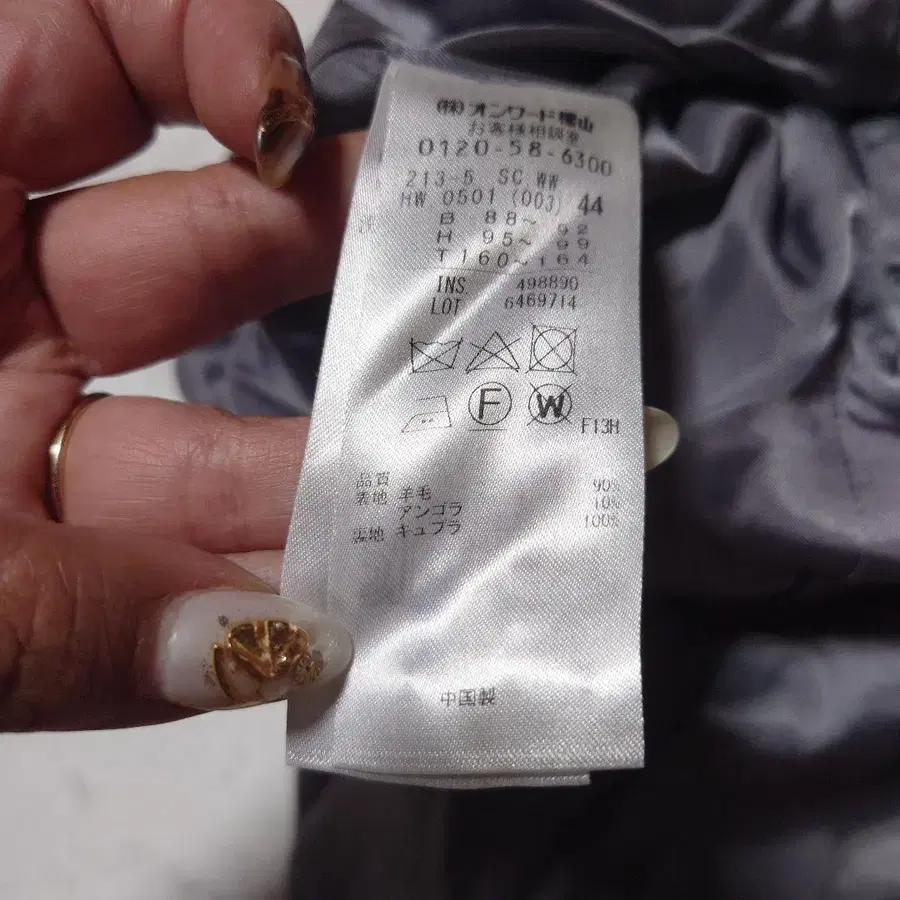 (株)オンワード樫山
お客様相談室
0120-58-6300
213-5 SC WW
HW 0501 (003) 44
B 88~92
H 95~99
T160~164
INS 498890
LOT 6469714
F
W
F13H
品質
表地 羊毛 90%
アンゴラ 10%
裏地 キュプラ 100%
中国製